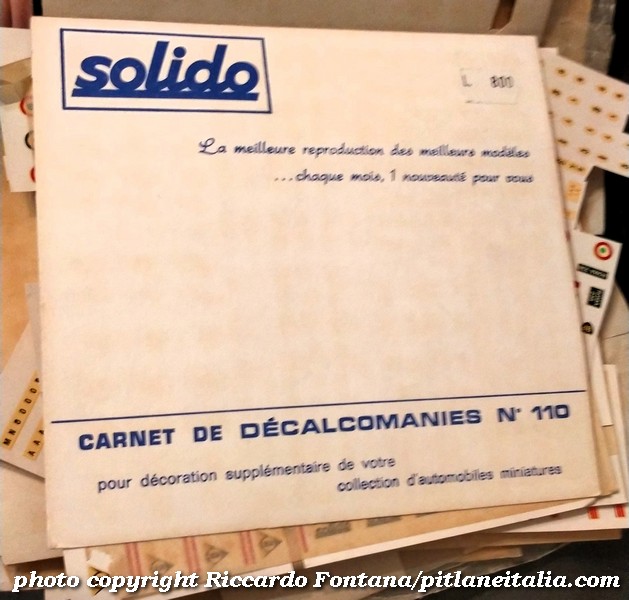 solido
L 800
La meilleure reproduction des meilleurs modèles
...chaque mois, 1 nouveauté pour vous
CARNET DE DÉCALCOMANIES N° 110
pour décoration supplémentaire de votre
collection d'automobiles miniatures
photo copyright Riccardo Fontana/pitlaneitalia.com